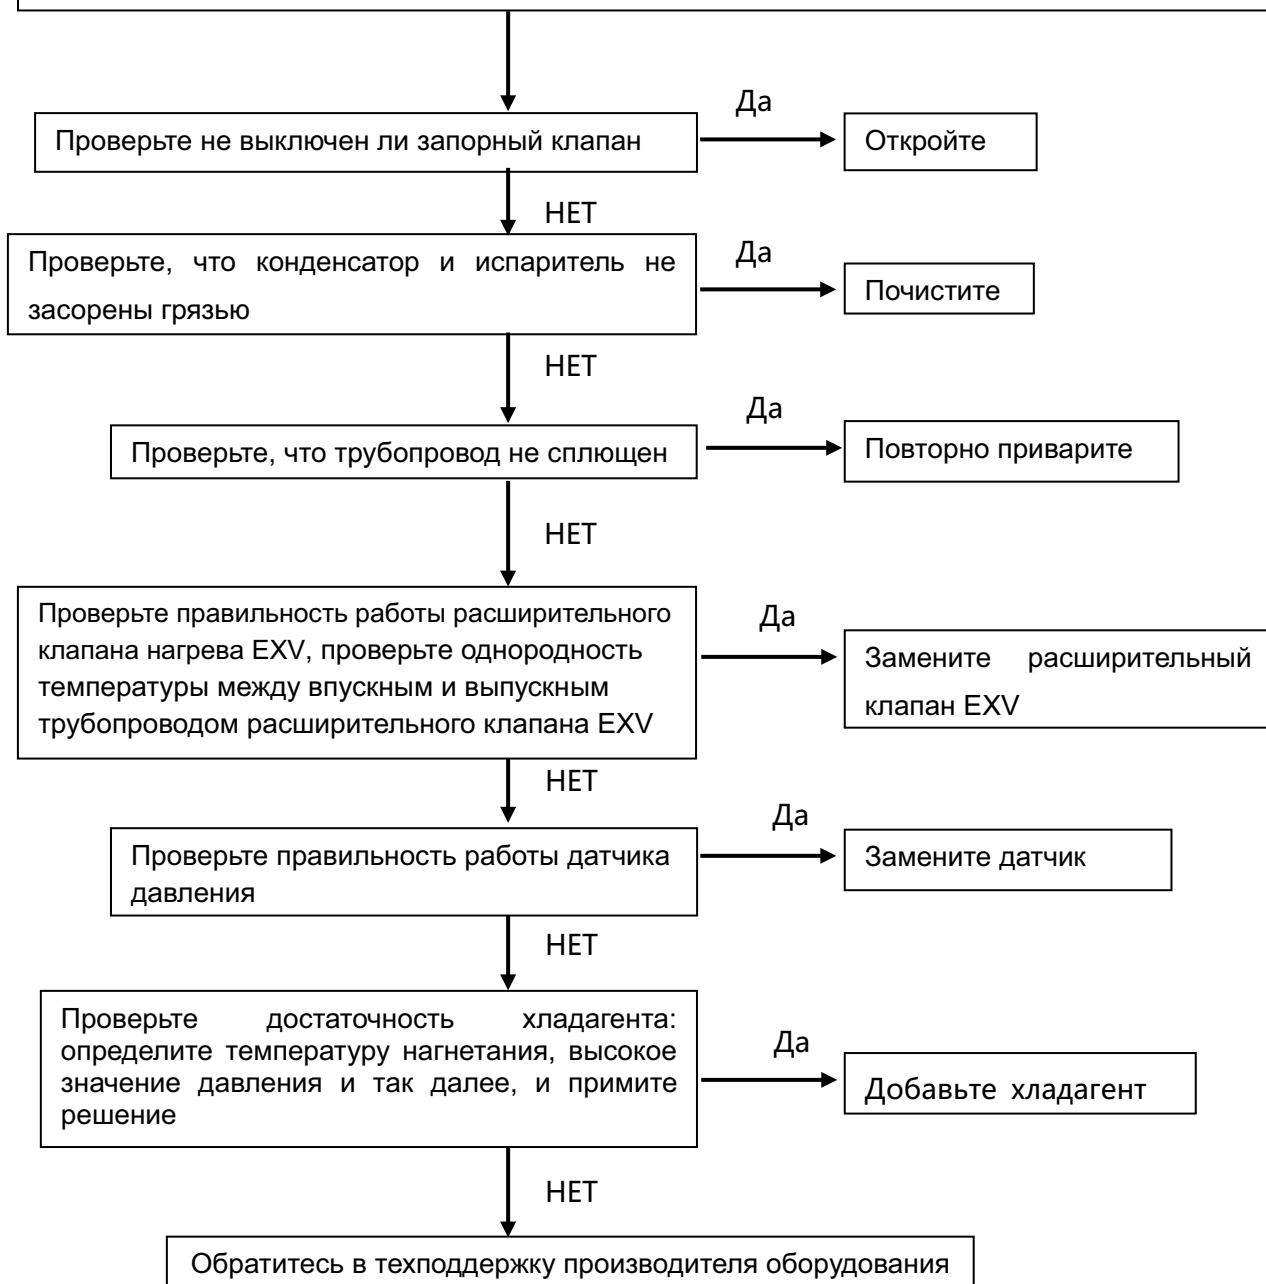 Да
Проверьте не выключен ли запорный клапан
Откройте
НЕТ
Проверьте, что конденсатор и испаритель не
засорены грязью
Да
Почистите
НЕТ
Да
Проверьте, что трубопровод не сплющен
Повторно приварите
НЕТ
Проверьте правильность работы расширительного
клапана нагрева EXV, проверьте однородность
температуры между впускным и выпускным
трубопроводом расширительного клапана EXV
Да
Замените расширительный
клапан EXV
НЕТ
Да
Проверьте правильность работы датчика
давления
Замените датчик
НЕТ
Проверьте достаточность хладагента:
определите температуру нагнетания, высокое
значение давления и так далее, и примите
решение
Да
Добавьте хладагент
НЕТ
Обратитесь в техподдержку производителя оборудования